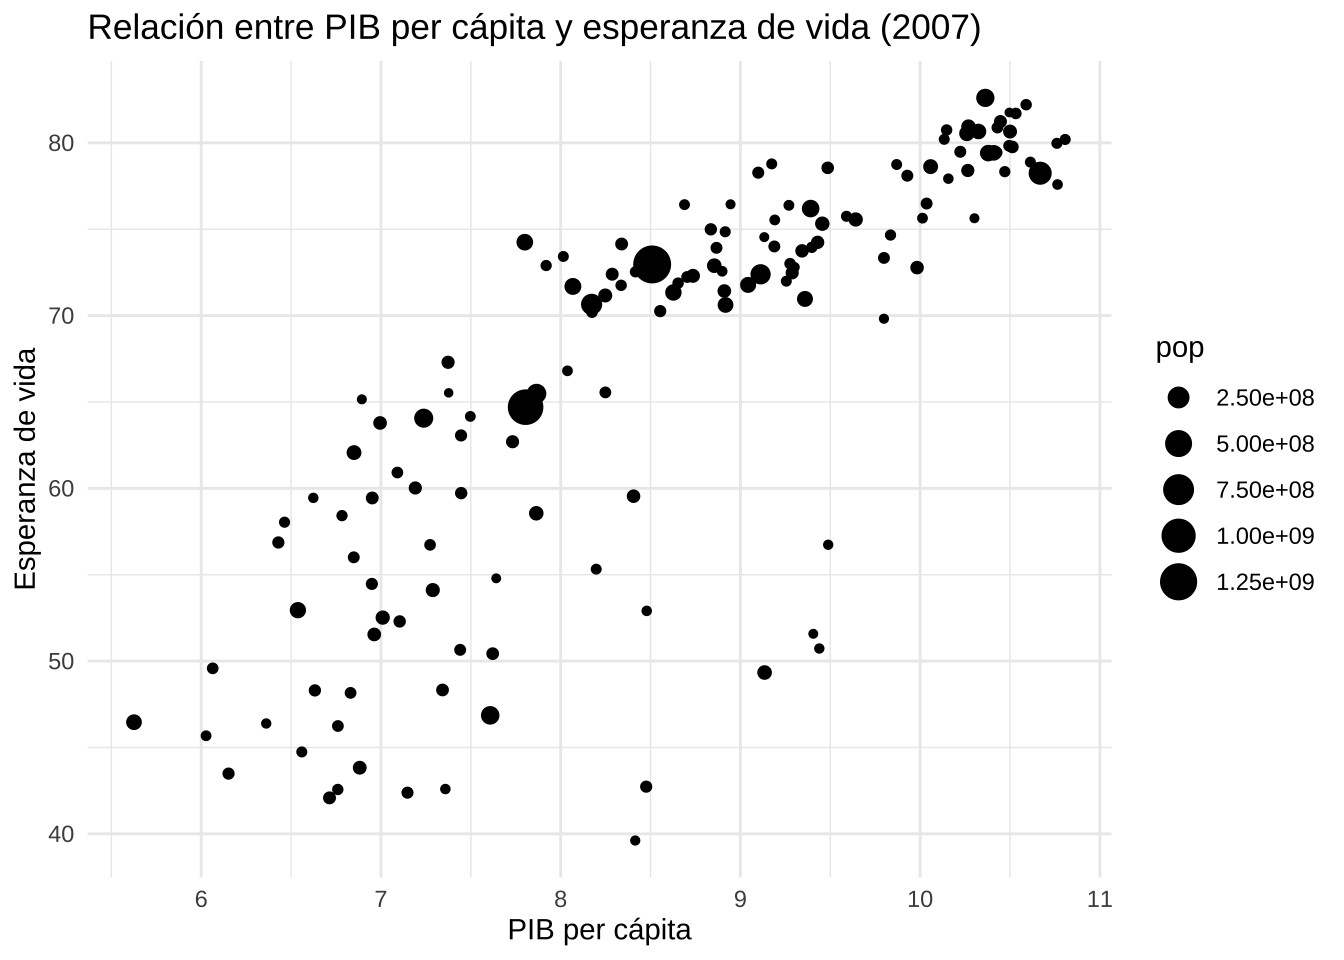 Relación entre PIB per cápita y esperanza de vida (2007)
Esperanza de vida
80
70
60
50
40
6 7 8 9 10 11
PIB per cápita
pop
2.50e+08
5.00e+08
7.50e+08
1.00e+09
1.25e+09